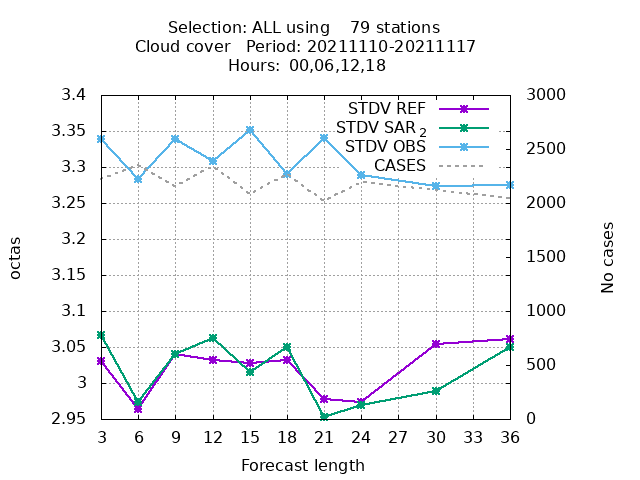 Selection: ALL using 79 stations
Cloud cover Period: 20211110-20211117
Hours: 00,06,12,18
3.4
3.35
3.3
3.25
3.2
3.15
3.1
3.05
3
2.95
octas
STDV REF
STDV SAR 2
STDV OBS
CASES
3000
2500
2000
1500
1000
500
0
No cases
3 6 9 12 15 18 21 24 27 30 33 36
Forecast length